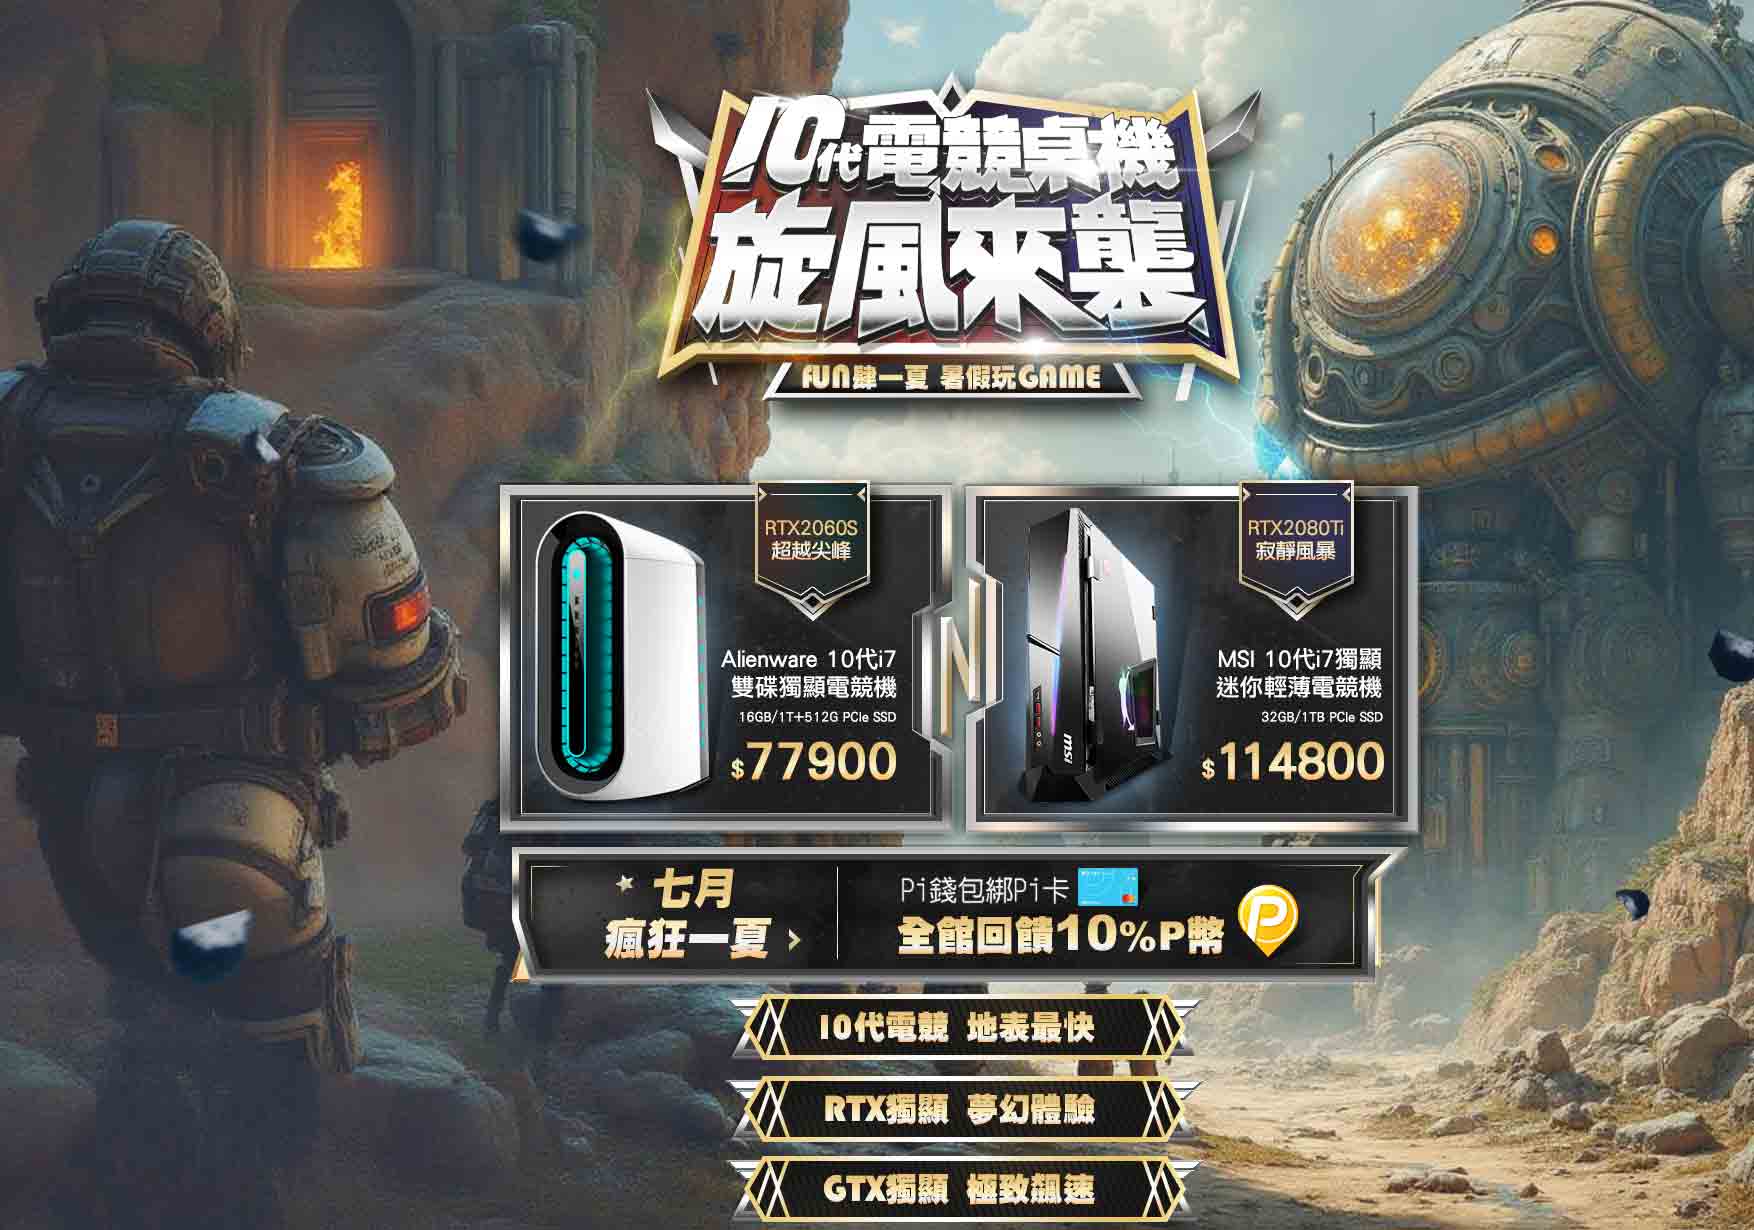 10代電競桌機
旋風來襲
FUN肆一夏 暑假玩GAME
RTX2060S
超越尖峰
Alienware 10代i7
雙碟獨顯電競機
16GB/1T+512G PCIe SSD
$77900
RTX2080Ti
寂靜風暴
msi
MSI 10代i7獨顯
迷你輕薄電競機
32GB/1TB PCIe SSD
$114800
七月
瘋狂一夏
Pi錢包綁Pi卡
全館回饋10%P幣
P
10代電競 地表最快
RTX獨顯 夢幻體驗
GTX獨顯 極致飆速